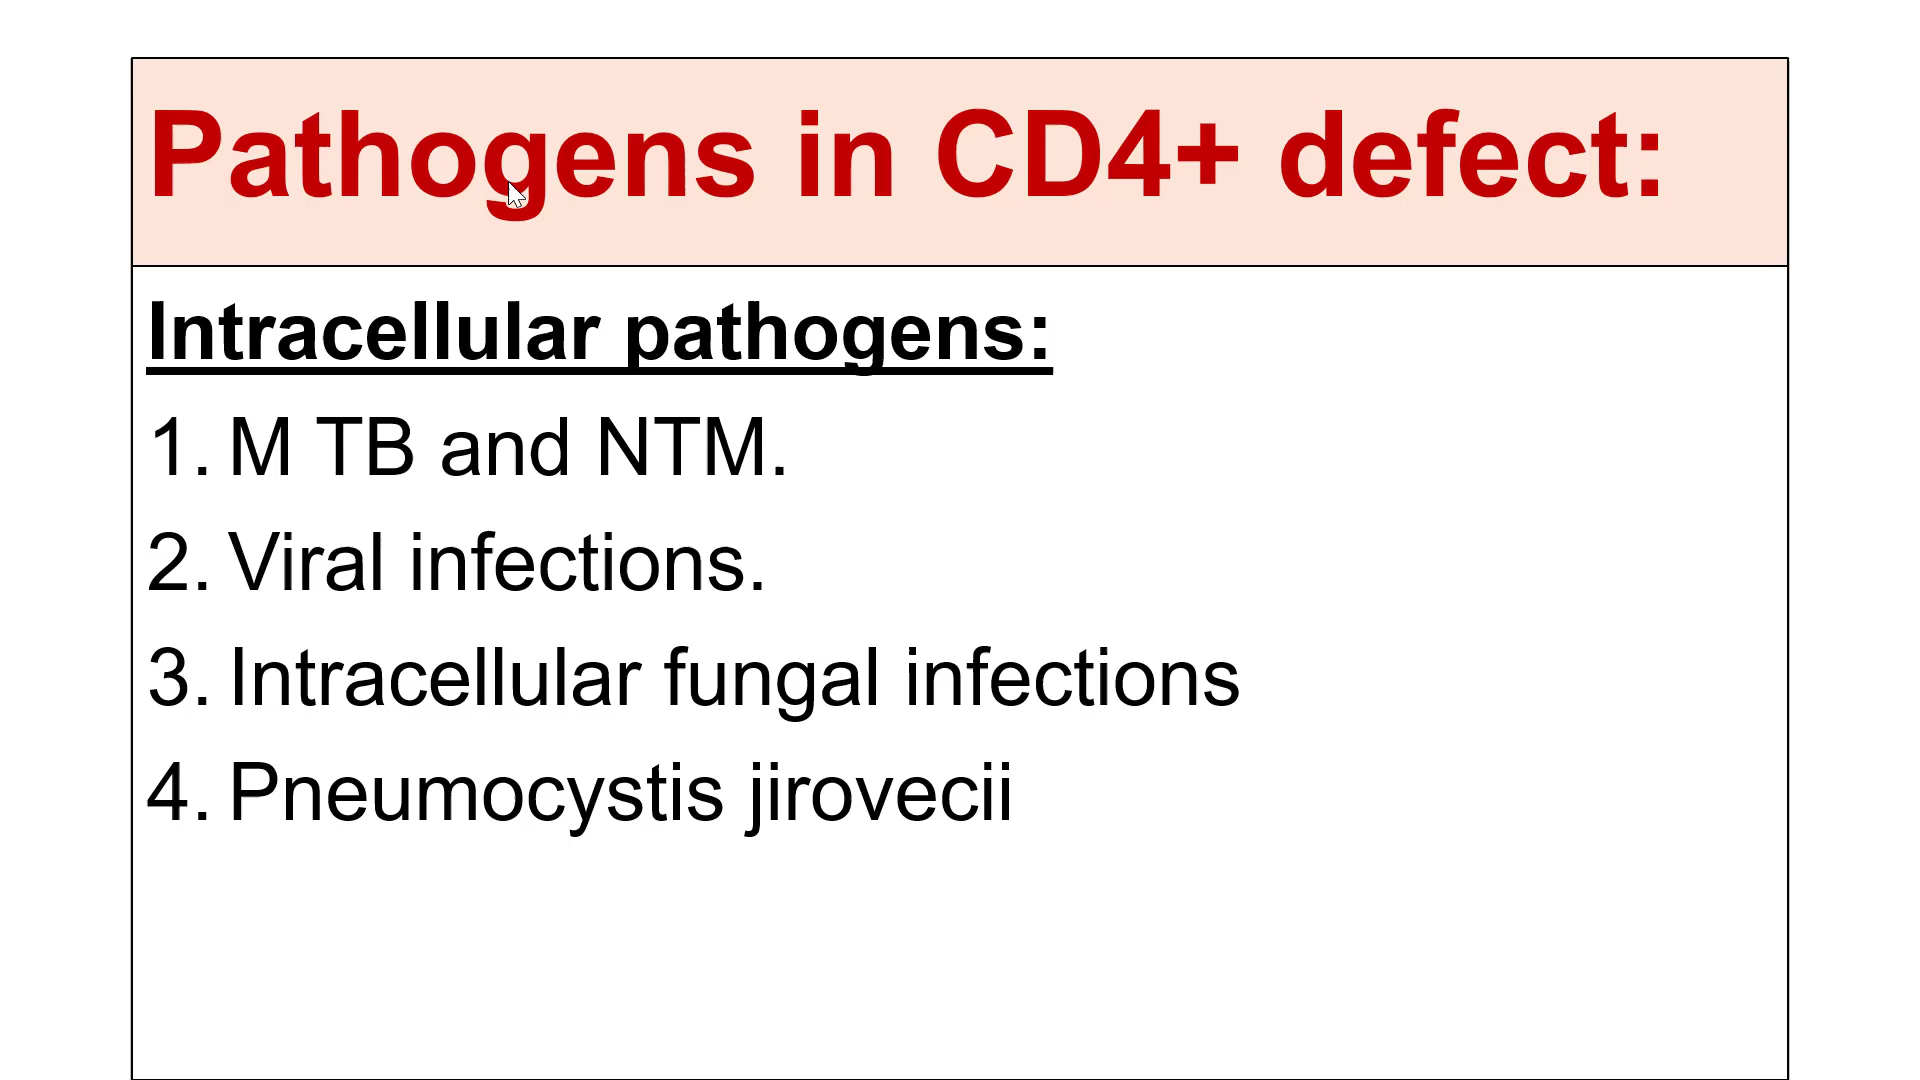 Pathogens in CD4+ defect:
Intracellular pathogens:
1. M TB and NTM.
2. Viral infections.
3. Intracellular fungal infections
4. Pneumocystis jirovecii